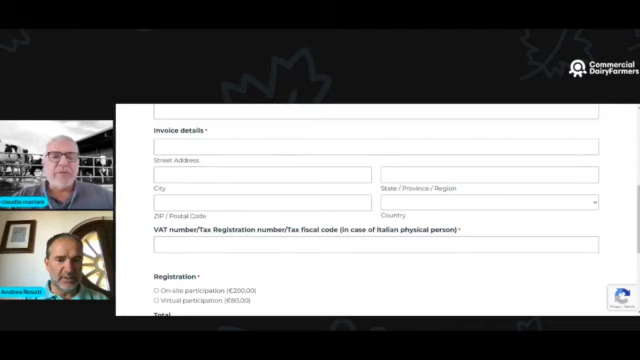 Commercial
DairyFarmers
Invoice details *
Street Address
City
State / Province / Region
ZIP / Postal Code
Country
VAT number/Tax Registration number/Tax fiscal code (in case of Italian physical person) *
Registration *
On-site participation (€200,00)
Virtual participation (€80,00)
Total
claudia martini
Andrea Rosati